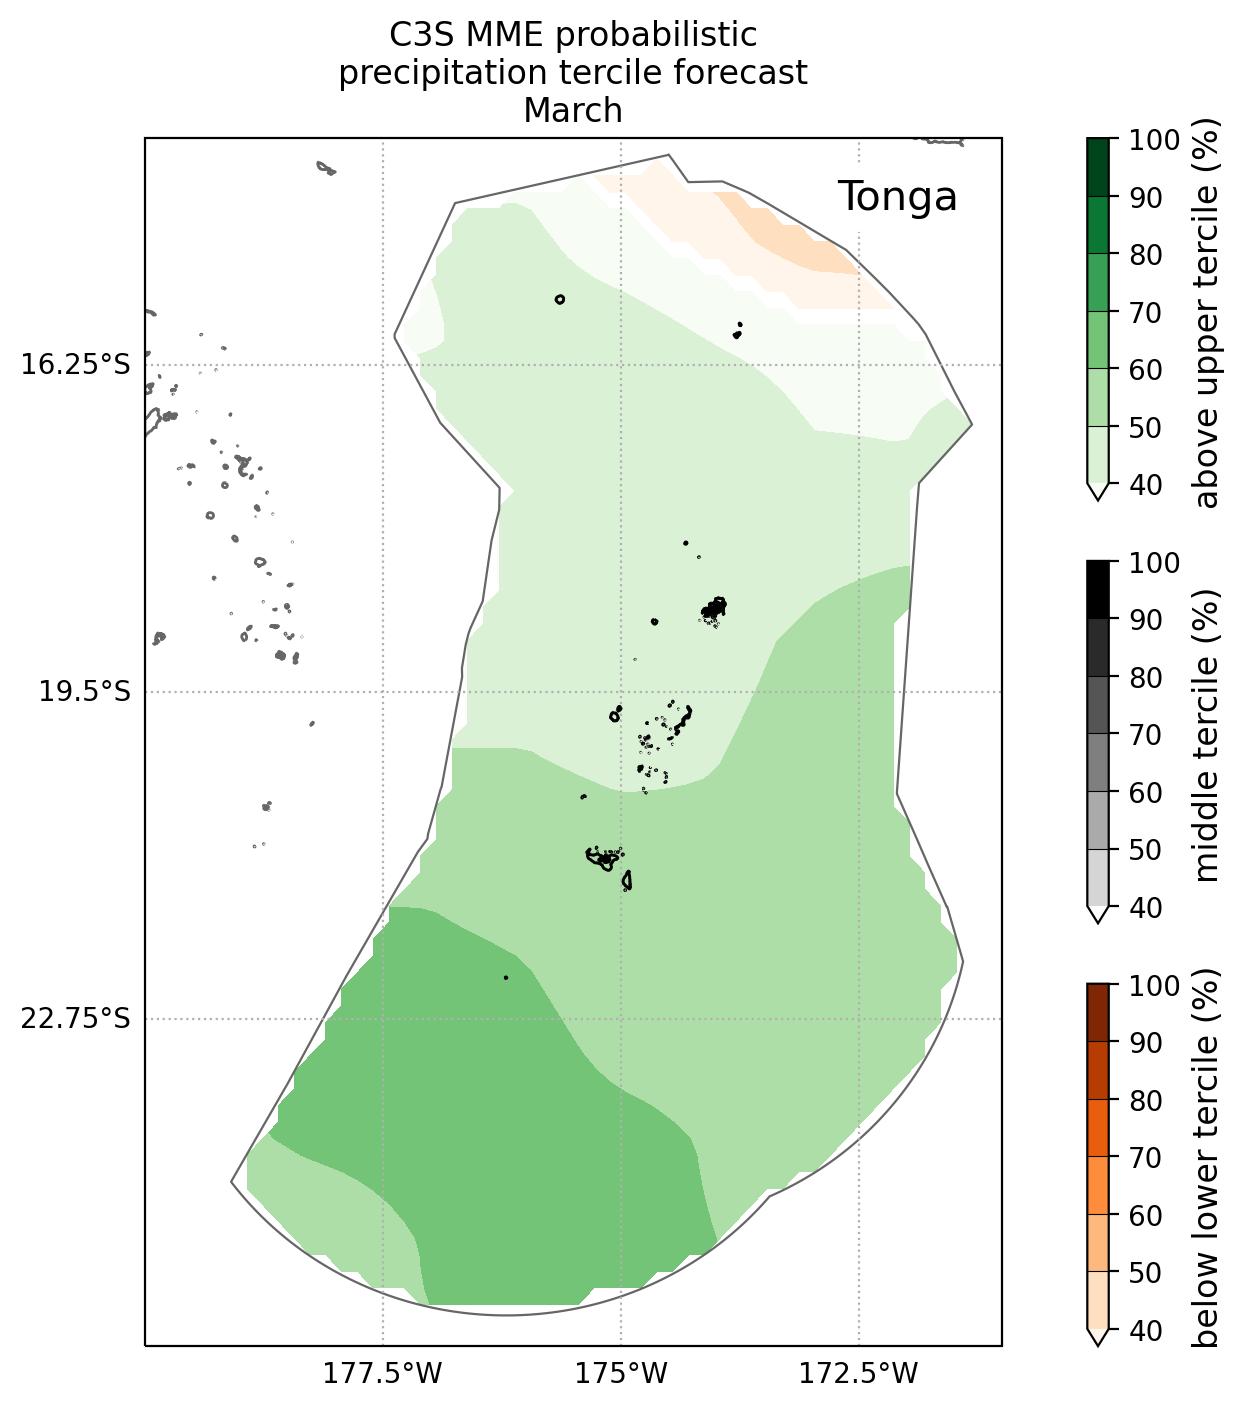 C3S MME probabilistic
precipitation tercile forecast
March
Tonga
16.25°S
19.5°S
22.75°S
177.5°W
175°W
172.5°W
100
90
80
70
60
50
40
above upper tercile (%)
100
90
80
70
60
50
40
middle tercile (%)
100
90
80
70
60
50
40
below lower tercile (%)